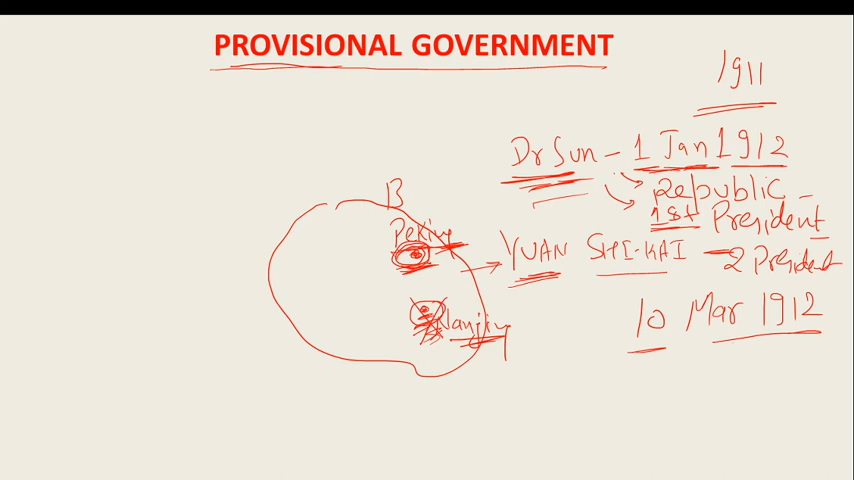 PROVISIONAL GOVERNMENT
1911
Dr Sun - 1 Jan 1912
Republic -
1st President
B
Peking
YUAN SHI-KAI - 2 President
Nanjing
10 Mar 1912